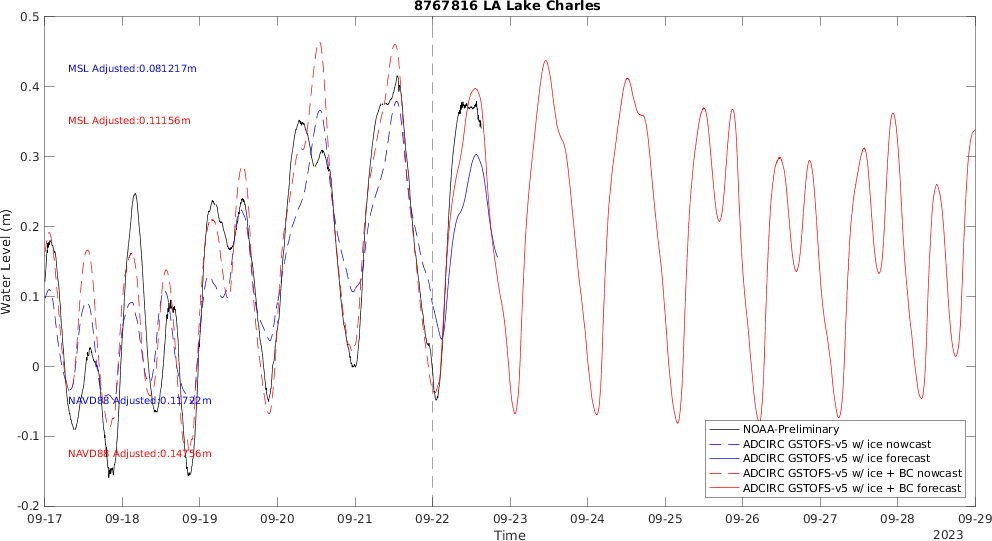 8767816 LA Lake Charles
0.5
0.4
0.3
0.2
0.1
0
-0.1
-0.2
Water Level (m)
MSL Adjusted:0.081217m
MSL Adjusted:0.11156m
NAVD88 Adjusted:0.11722m
NAVD88 Adjusted:0.14756m
NOAA-Preliminary
ADCIRC GSTOFS-v5 w/ ice nowcast
ADCIRC GSTOFS-v5 w/ ice forecast
ADCIRC GSTOFS-v5 w/ ice + BC nowcast
ADCIRC GSTOFS-v5 w/ ice + BC forecast
09-17 09-18 09-19 09-20 09-21 09-22 09-23 09-24 09-25 09-26 09-27 09-28 09-29
Time
2023